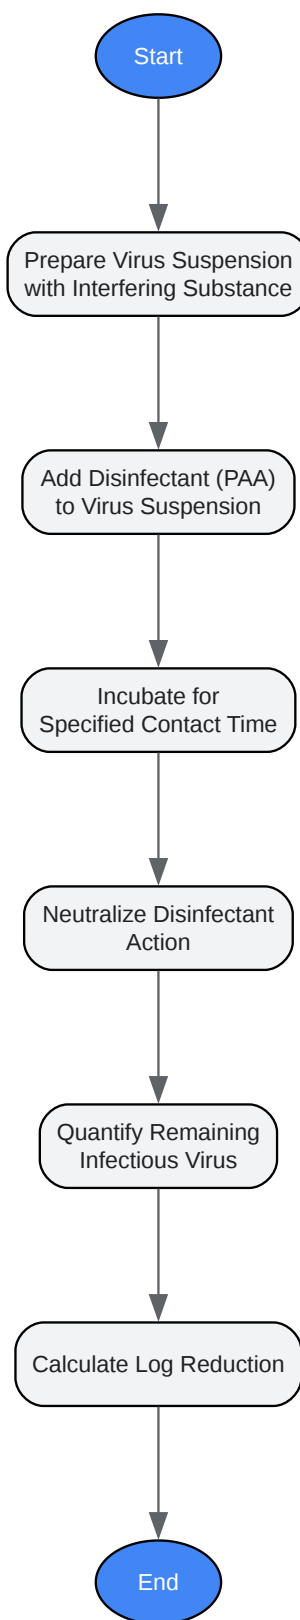 Start
Prepare Virus Suspension
with Interfering Substance
Add Disinfectant (PAA)
to Virus Suspension
Incubate for
Specified Contact Time
Neutralize Disinfectant
Action
Quantify Remaining
Infectious Virus
Calculate Log Reduction
End